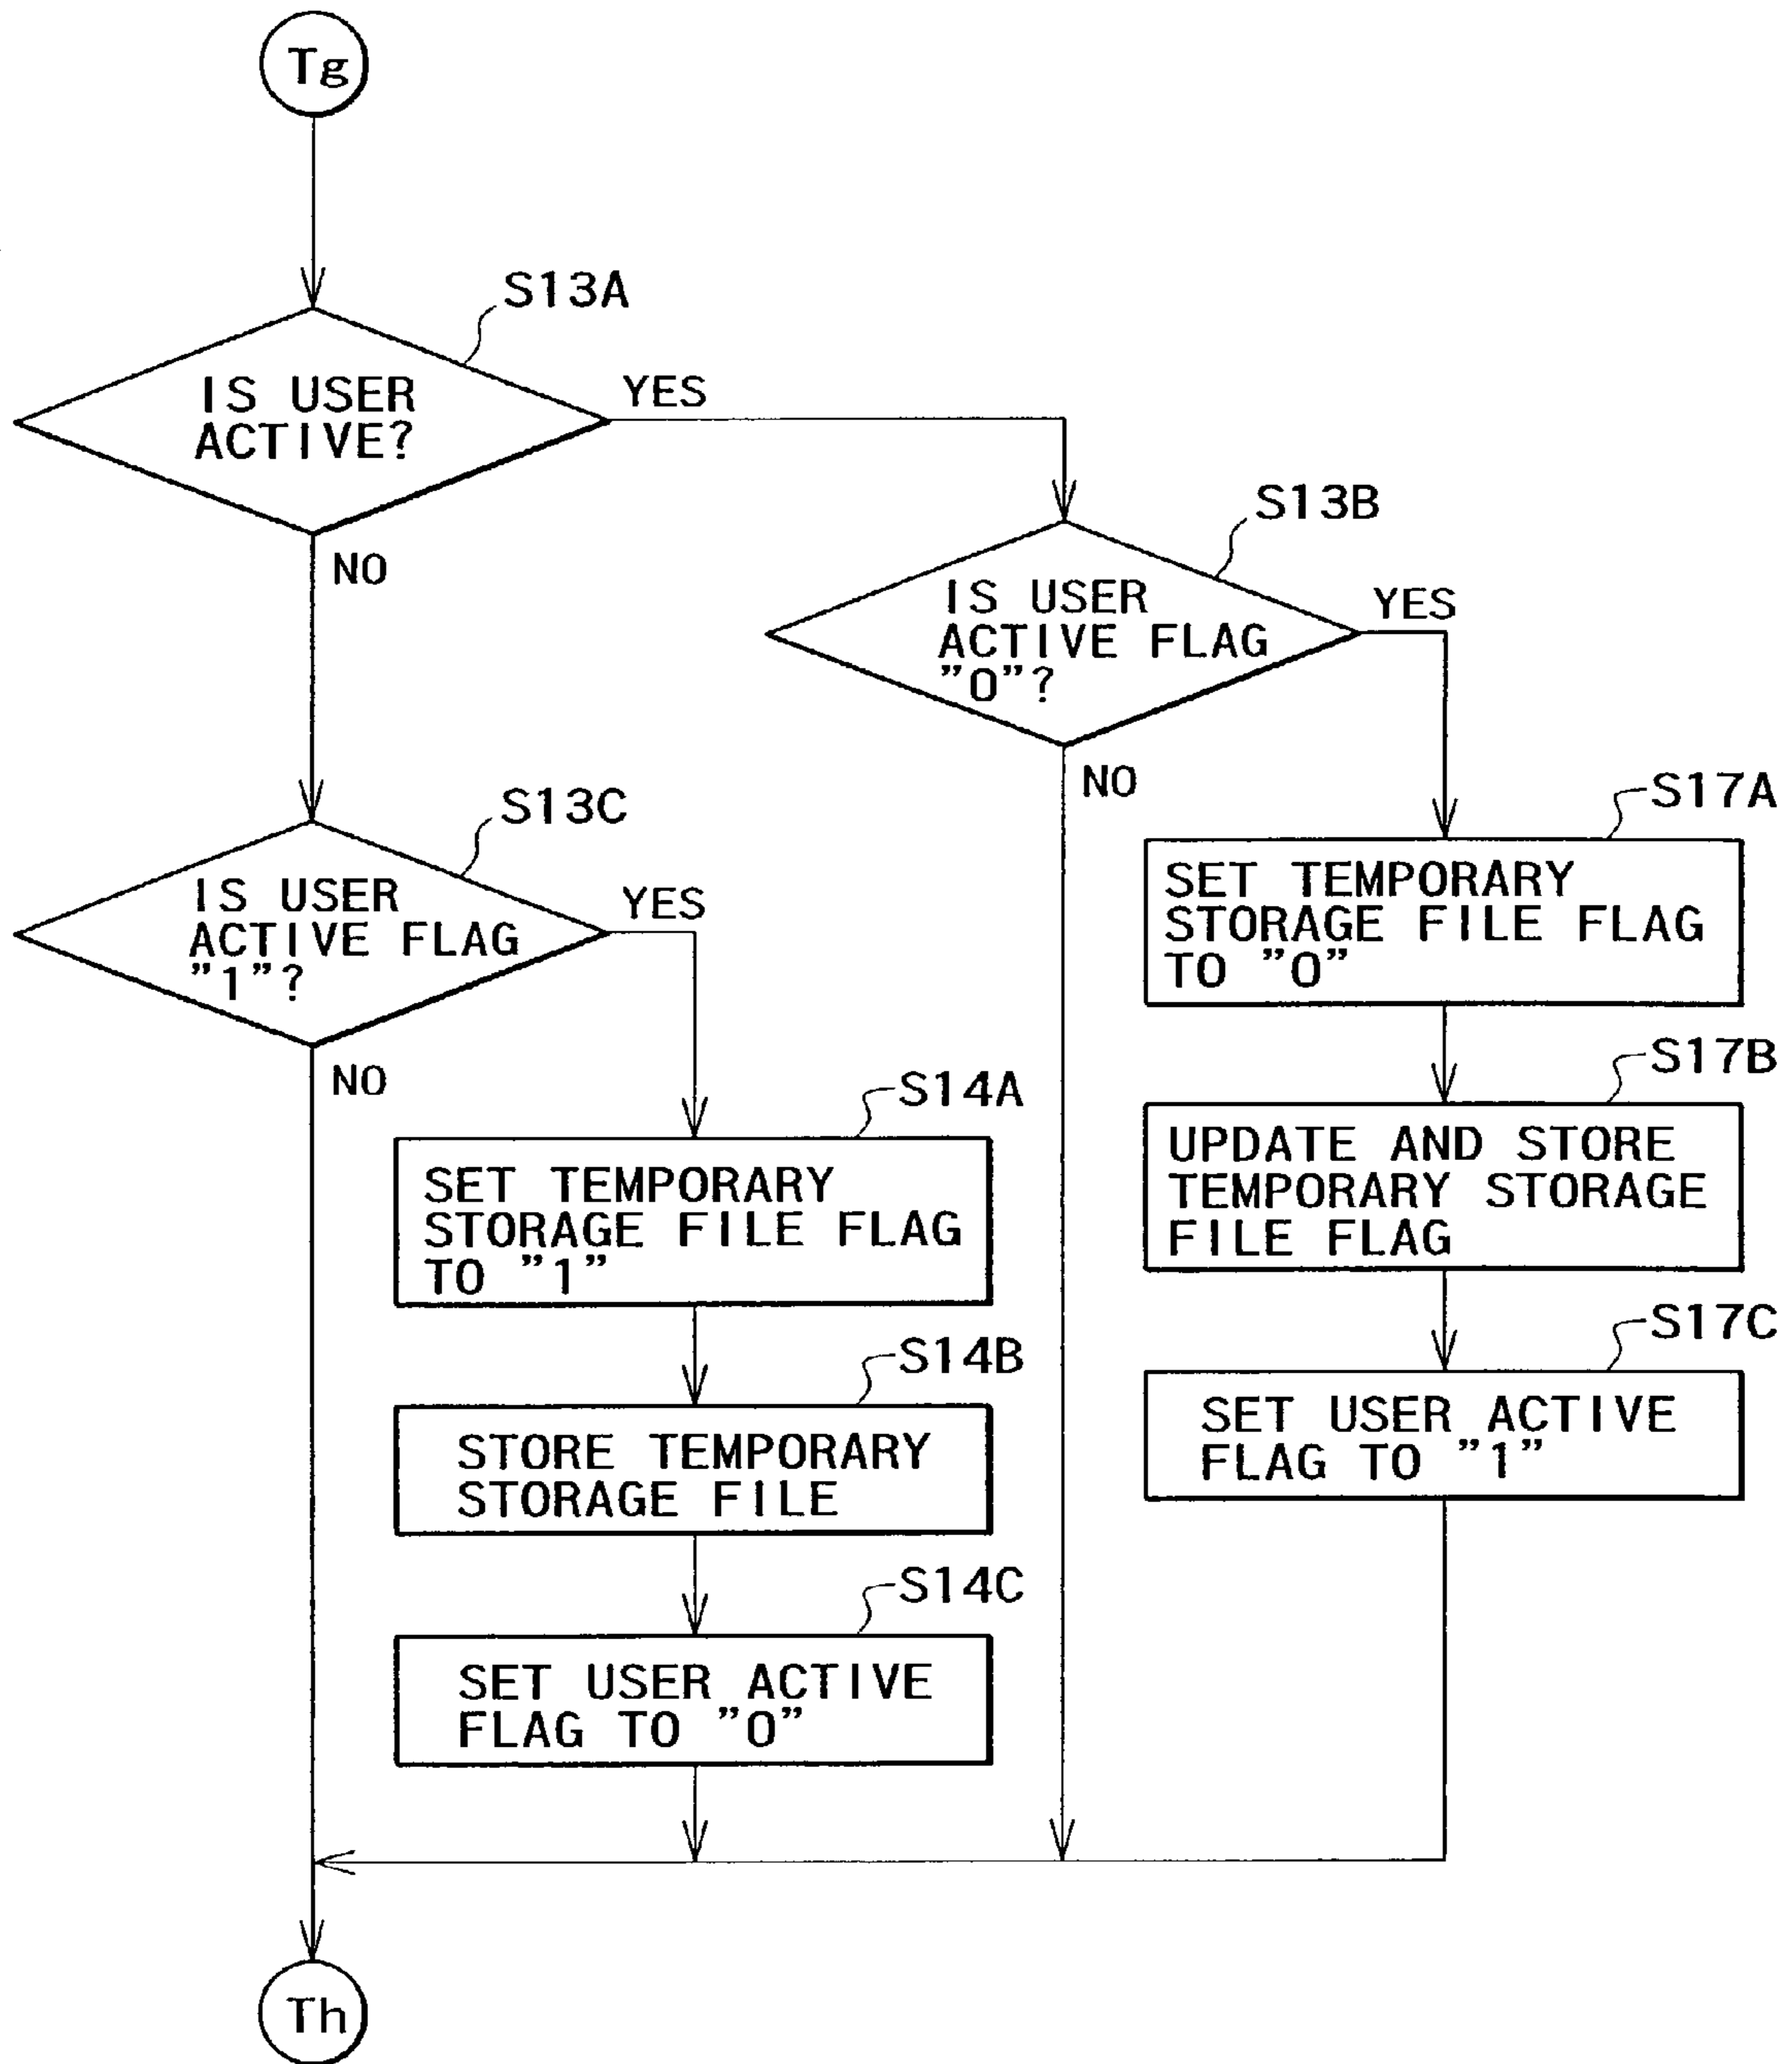 Tg
S13A
IS USER
ACTIVE?
YES
NO
S13B
IS USER
ACTIVE FLAG
"0"?
YES
NO
S13C
IS USER
ACTIVE FLAG
"1"?
YES
NO
S17A
SET TEMPORARY
STORAGE FILE FLAG
TO "0"
S17B
UPDATE AND STORE
TEMPORARY STORAGE
FILE FLAG
S17C
SET USER ACTIVE
FLAG TO "1"
S14A
SET TEMPORARY
STORAGE FILE FLAG
TO "1"
S14B
STORE TEMPORARY
STORAGE FILE
S14C
SET USER ACTIVE
FLAG TO "0"
Th